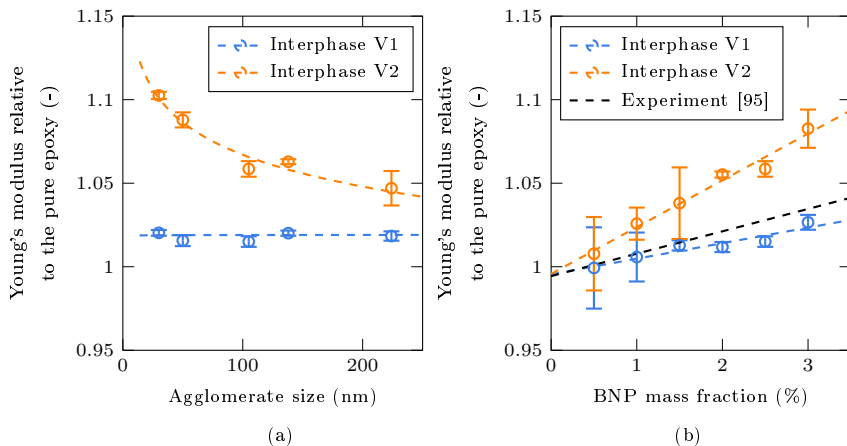 Young's modulus relative
to the pure epoxy (-)
1.15
1.1
1.05
1
0.95
0
100
200
Agglomerate size (nm)
Interphase V1
Interphase V2
(a)
Young's modulus relative
to the pure epoxy (-)
1.15
1.1
1.05
1
0.95
0
1
2
3
BNP mass fraction (%)
Interphase V1
Interphase V2
Experiment [95]
(b)